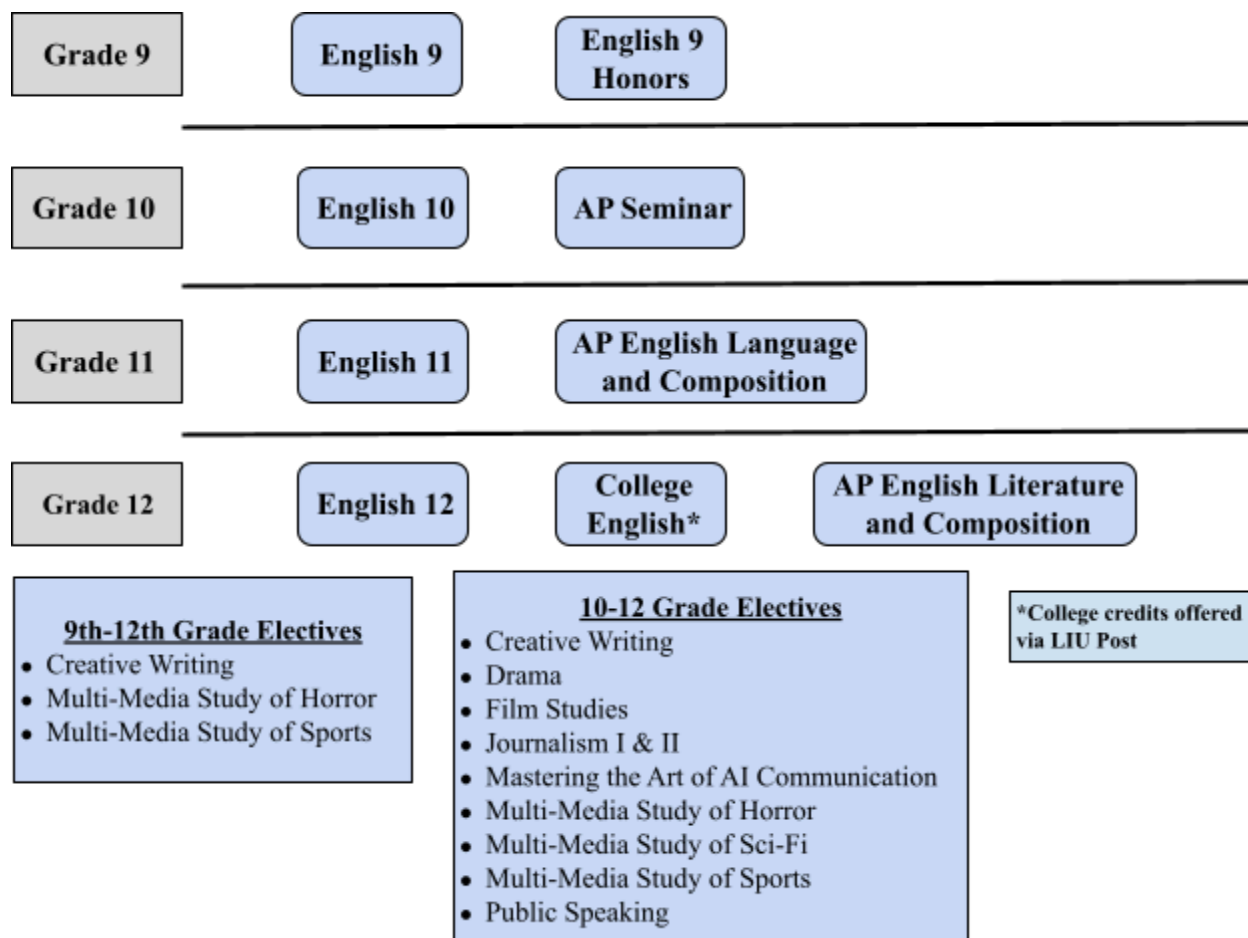 Grade 9
English 9
English 9
Honors
Grade 10
English 10
AP Seminar
Grade 11
English 11
AP English Language
and Composition
Grade 12
English 12
College
English*
AP English Literature
and Composition
9th-12th Grade Electives
● Creative Writing
● Multi-Media Study of Horror
● Multi-Media Study of Sports
10-12 Grade Electives
● Creative Writing
● Drama
● Film Studies
● Journalism I & II
● Mastering the Art of AI Communication
● Multi-Media Study of Horror
● Multi-Media Study of Sci-Fi
● Multi-Media Study of Sports
● Public Speaking
*College credits offered
via LIU Post